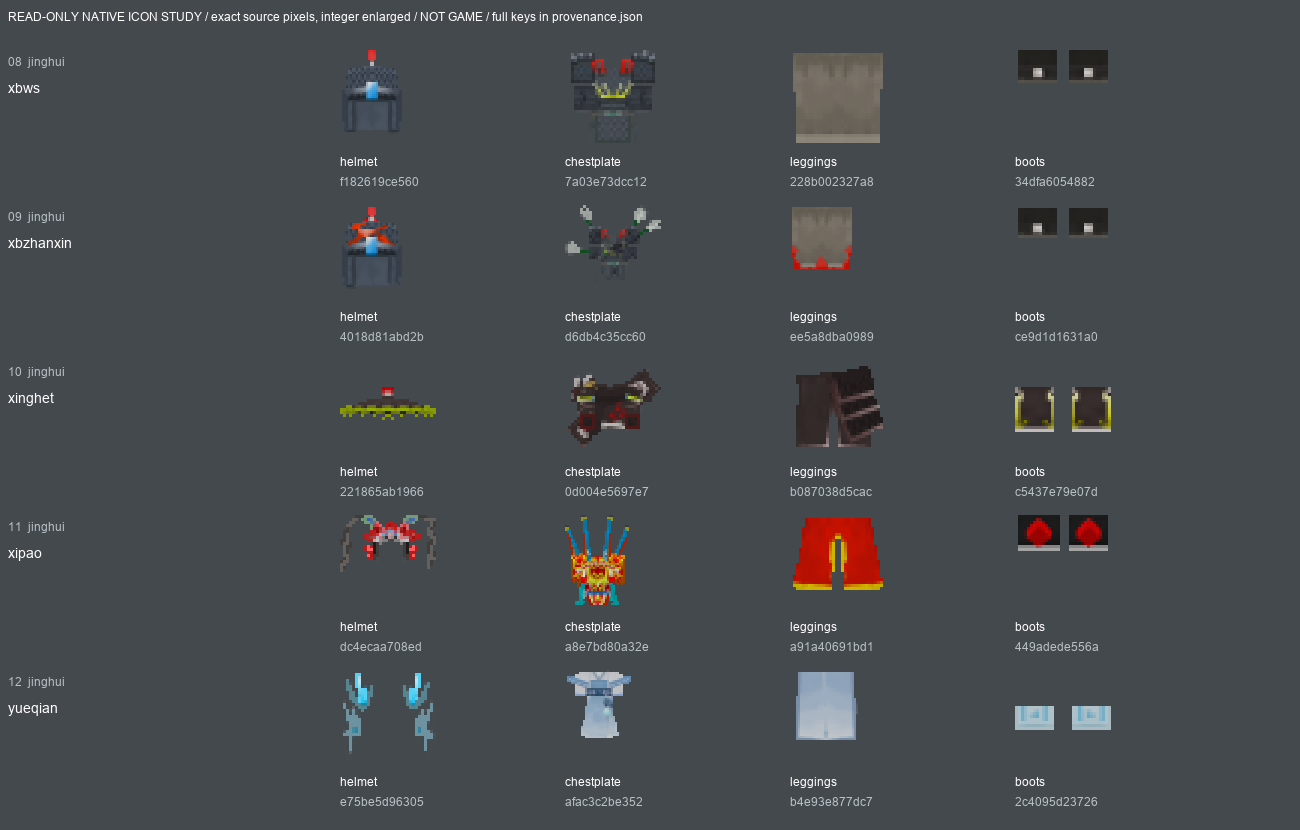 READ-ONLY NATIVE ICON STUDY / exact source pixels, integer enlarged / NOT GAME / full keys in provenance.json
08 jinghui
xbws
helmet
chestplate
leggings
boots
f182619ce560
7a03e73dcc12
228b002327a8
34dfa6054882
09 jinghui
xbzhanxin
helmet
chestplate
leggings
boots
4018d81abd2b
d6db4c35cc60
ee5a8dba0989
ce9d1d1631a0
10 jinghui
xinghet
helmet
chestplate
leggings
boots
221865ab1966
0d004e5697e7
b087038d5cac
c5437e79e07d
11 jinghui
xipao
helmet
chestplate
leggings
boots
dc4ecaa708ed
a8e7bd80a32e
a91a40691bd1
449adede556a
12 jinghui
yueqian
helmet
chestplate
leggings
boots
e75be5d96305
afac3c2be352
b4e93e877dc7
2c4095d23726